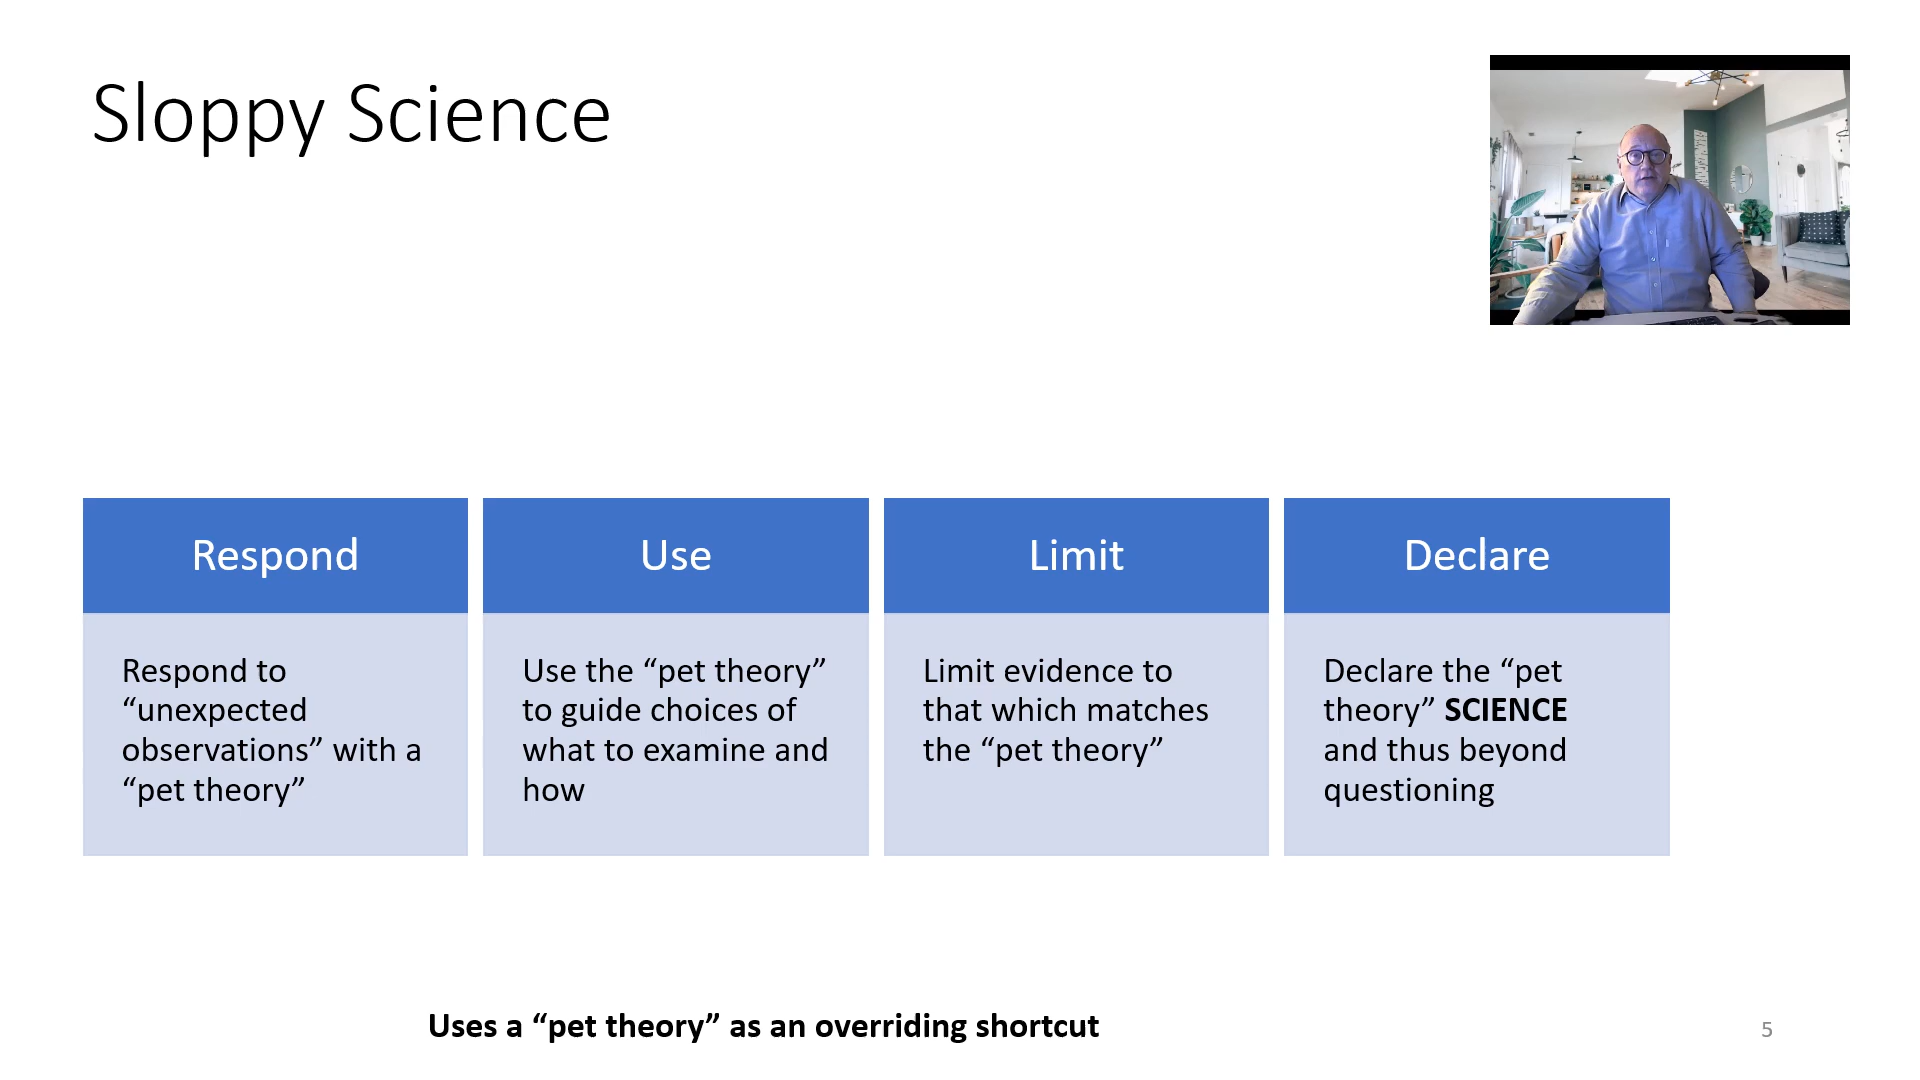 Sloppy Science
Respond
Respond to
“unexpected
observations” with a
“pet theory”
Use
Use the “pet theory”
to guide choices of
what to examine and
how
Limit
Limit evidence to
that which matches
the “pet theory”
Declare
Declare the “pet
theory” SCIENCE
and thus beyond
questioning
Uses a “pet theory” as an overriding shortcut
5